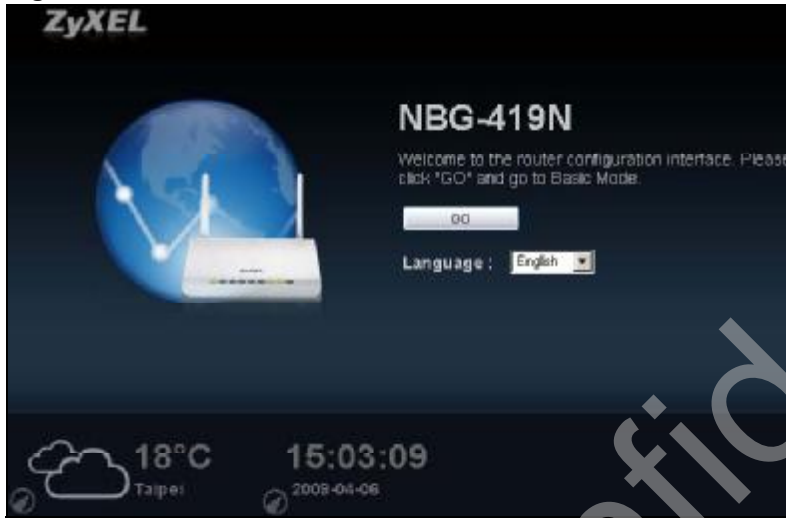 ZyXEL
NBG-419N
Welcome to the router configuration interface. Please
click "GO" and go to Basic Mode.
GO
Language :
English
18°C
15:03:09
Taipei
2009-04-06
fid